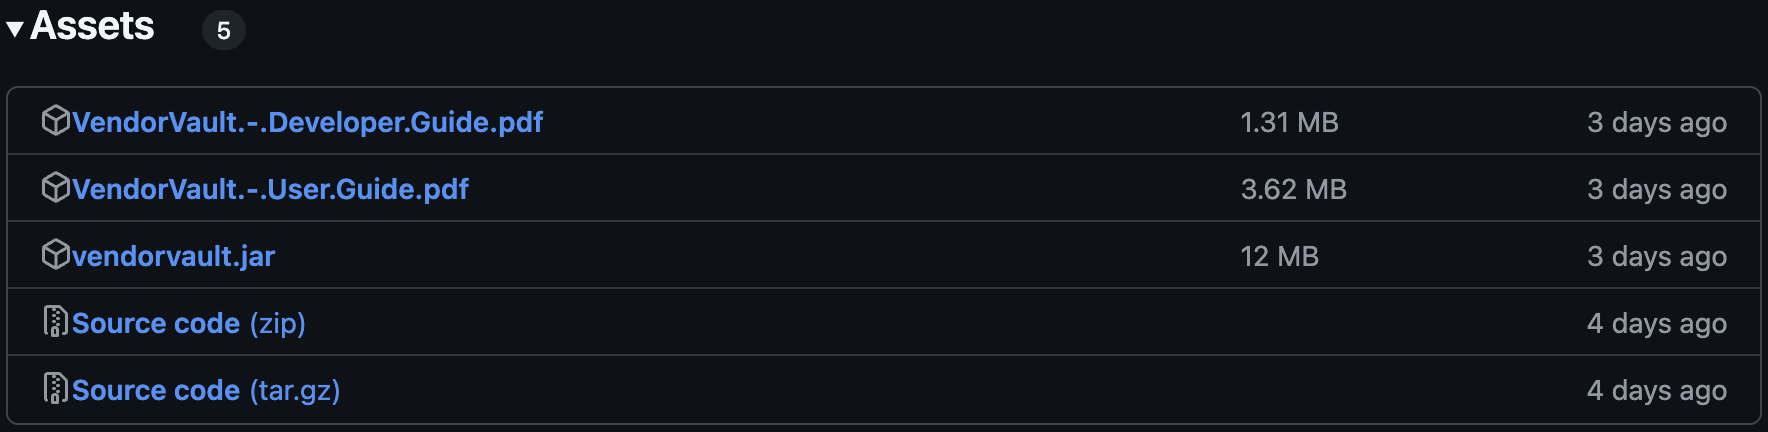 Assets 5
VendorVault.-.Developer.Guide.pdf 1.31 MB 3 days ago
VendorVault.-.User.Guide.pdf 3.62 MB 3 days ago
vendorvault.jar 12 MB 3 days ago
Source code (zip) 4 days ago
Source code (tar.gz) 4 days ago